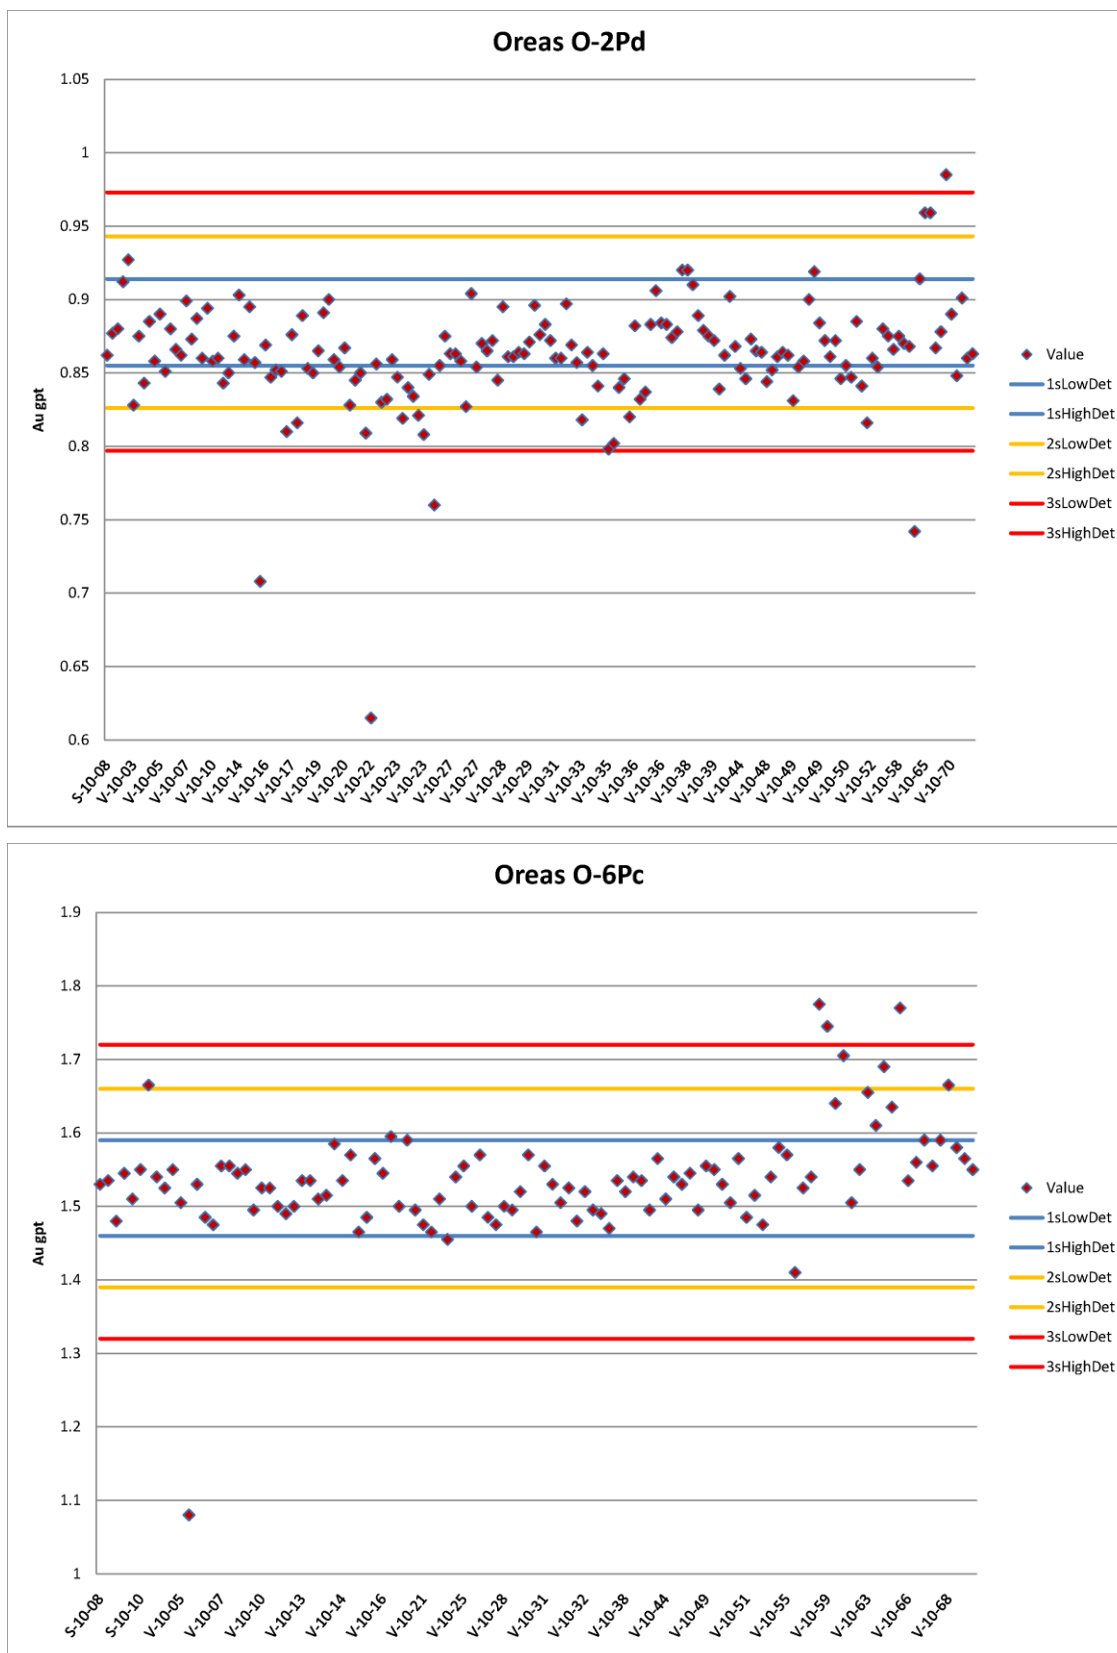 Oreas O-2Pd
Au gpt
1.05
1
0.95
0.9
0.85
0.8
0.75
0.7
0.65
0.6
S-10-08
V-10-03
V-10-05
V-10-07
V-10-10
V-10-14
V-10-16
V-10-17
V-10-19
V-10-20
V-10-22
V-10-23
V-10-23
V-10-27
V-10-27
V-10-28
V-10-29
V-10-31
V-10-33
V-10-35
V-10-36
V-10-36
V-10-38
V-10-39
V-10-44
V-10-48
V-10-49
V-10-49
V-10-50
V-10-52
V-10-58
V-10-65
V-10-70
Value
1sLowDet
1sHighDet
2sLowDet
2sHighDet
3sLowDet
3sHighDet
Oreas O-6Pc
Au gpt
1.9
1.8
1.7
1.6
1.5
1.4
1.3
1.2
1.1
1
S-10-08
S-10-10
V-10-05
V-10-07
V-10-10
V-10-13
V-10-14
V-10-16
V-10-21
V-10-25
V-10-28
V-10-31
V-10-32
V-10-38
V-10-44
V-10-49
V-10-51
V-10-55
V-10-59
V-10-63
V-10-66
V-10-68
Value
1sLowDet
1sHighDet
2sLowDet
2sHighDet
3sLowDet
3sHighDet